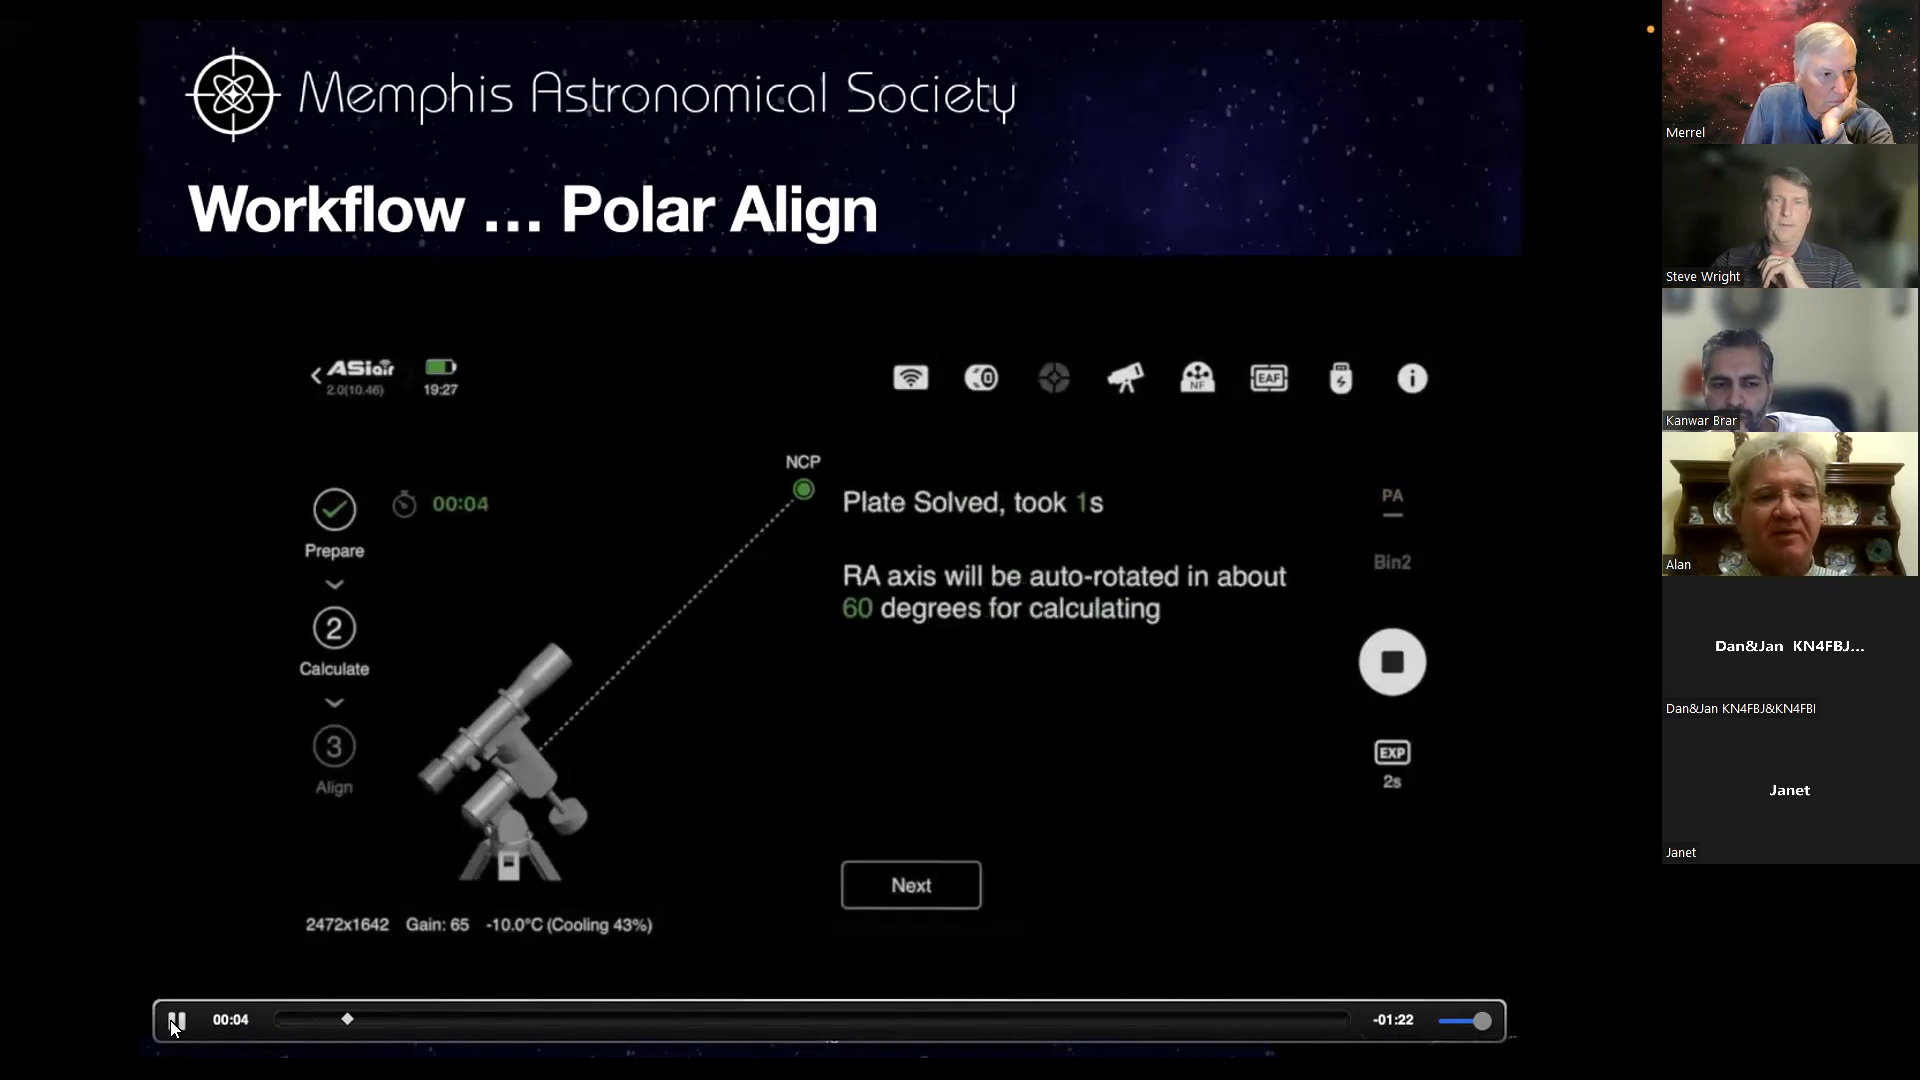 Memphis Astronomical Society
Workflow ... Polar Align
ASIair
2.0(10.46)
19:27
NF
EAF
NCP
00:04
Prepare
2
Calculate
3
Align
Plate Solved, took 1s
RA axis will be auto-rotated in about
60 degrees for calculating
Next
PA
Bin2
EXP
2s
2472x1642 Gain: 65 -10.0°C (Cooling 43%)
00:04
-01:22
Merrel
Steve Wright
Kanwar Brar
Alan
Dan&Jan KN4FBJ...
Dan&Jan KN4FBJ&KN4FBI
Janet
Janet